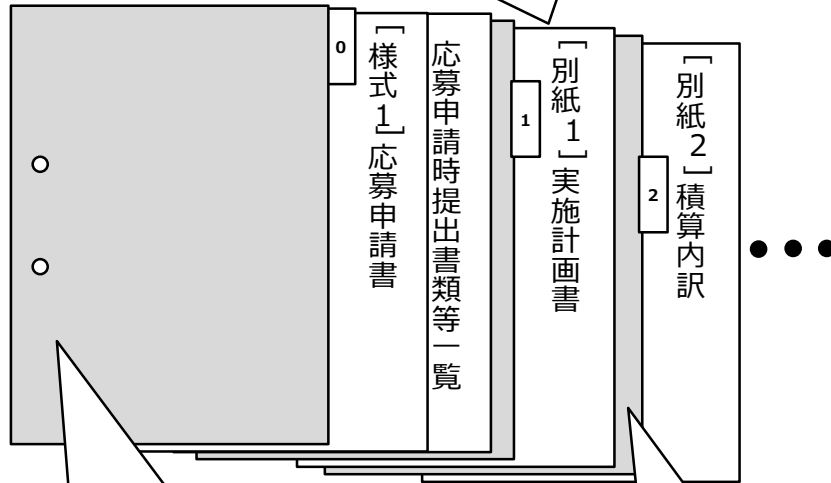 0
［様式１］応募申請書
応募申請時提出書類等一覧
1
［別紙１］実施計画書
2
［別紙２］積算内訳
●●●